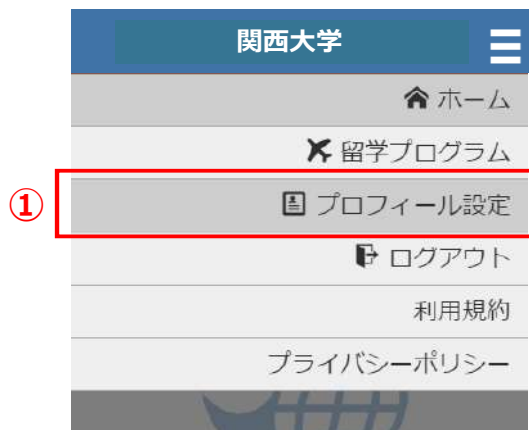 関西大学
ホーム
留学プログラム
① プロフィール設定
ログアウト
利用規約
プライバシーポリシー